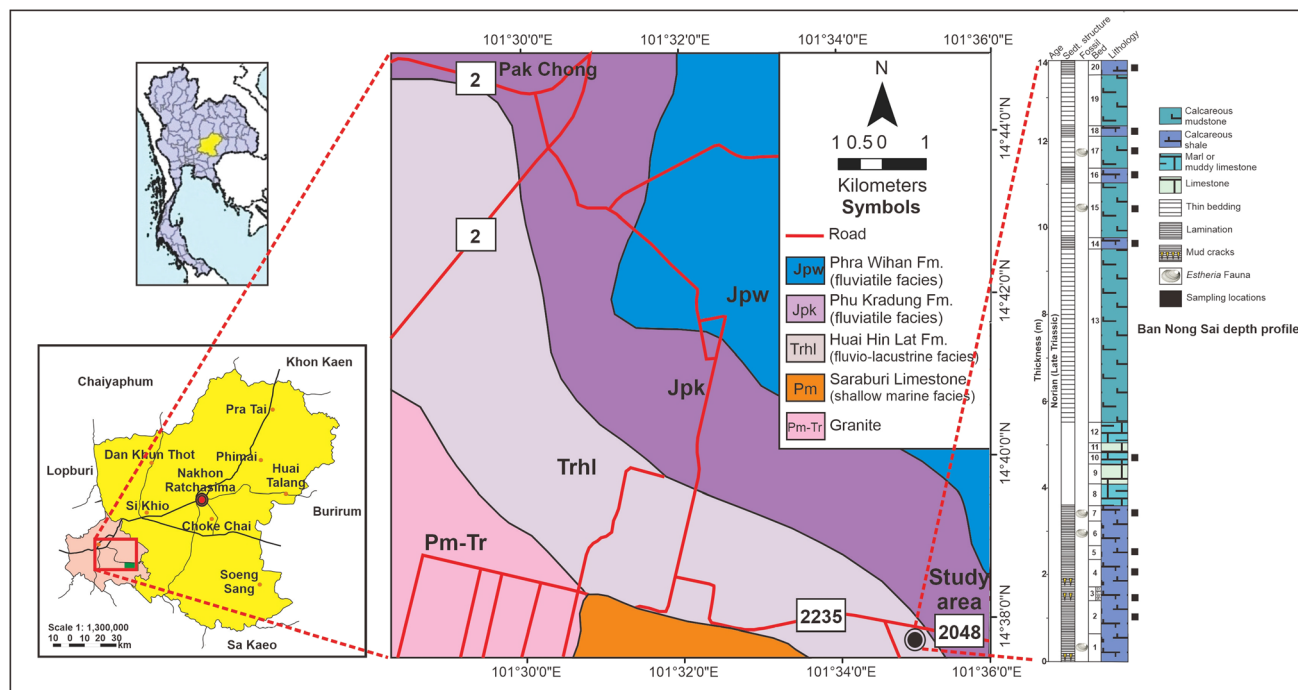 Chaiyaphum
Khon Kaen
Pra Tai
Dan Khun Thot
Phimai
Lopburi
Nakhon
Ratchasima
Huai
Talang
Si Khio
Burirum
Choke Chai
Soeng
Sang
Scale 1: 1,300,000
10 0 10 20 30
km
Sa Kaeo
101°30'0"E
101°32'0"E
101°34'0"E
101°36'0"E
Pak Chong
2
2
Jpw
Jpk
Trhl
Pm-Tr
Study
area
2235
2048
101°30'0"E
101°32'0"E
101°34'0"E
101°36'0"E
14°44'0"N
14°42'0"N
14°40'0"N
14°38'0"N
N
1 0.5 0 1
Kilometers
Symbols
Road
Jpw
Phra Wihan Fm.
(fluviatile facies)
Jpk
Phu Kradung Fm.
(fluviatile facies)
Trhl
Huai Hin Lat Fm.
(fluvio-lacustrine facies)
Pm
Saraburi Limestone
(shallow marine facies)
Pm-Tr
Granite
Age
Sedt. structure
Fossil
Bed
Lithology
Thickness (m)
Norian (Late Triassic)
14
12
10
8
6
4
2
0
20
19
18
17
16
15
14
13
12
11
10
9
8
7
6
5
4
3
2
1
Calcareous
mudstone
Calcareous
shale
Marl or
muddy limestone
Limestone
Thin bedding
Lamination
Mud cracks
Estheria Fauna
Sampling locations
Ban Nong Sai depth profile